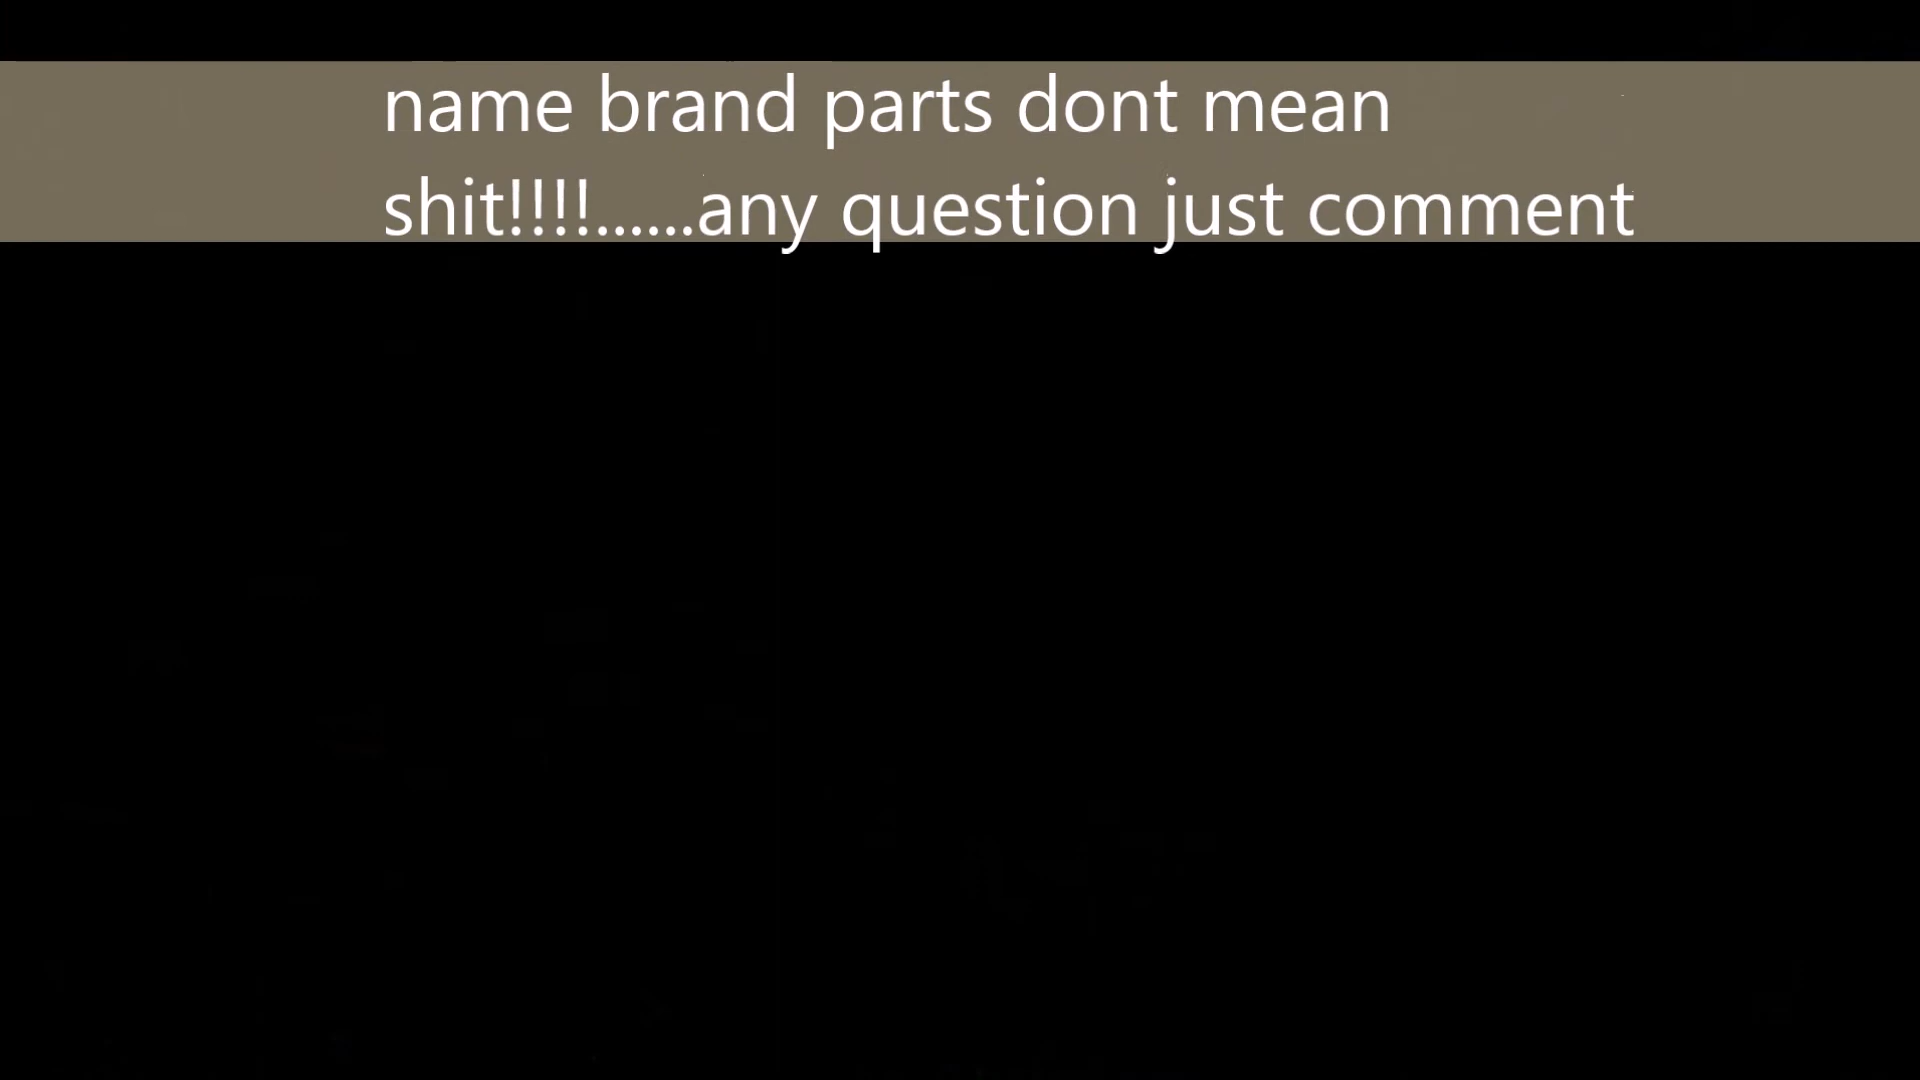 name brand parts dont mean
shit!!!!......any question just comment